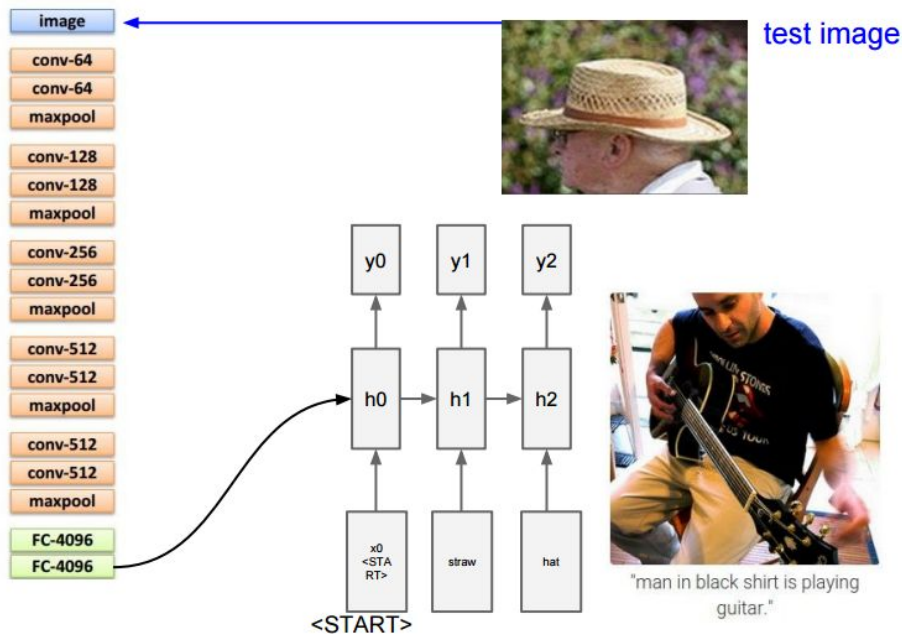 image
conv-64
conv-64
maxpool
conv-128
conv-128
maxpool
conv-256
conv-256
maxpool
conv-512
conv-512
maxpool
conv-512
conv-512
maxpool
FC-4096
FC-4096
test image
y0
y1
y2
h0
h1
h2
x0
<STA
RT>
straw
hat
<START>
"man in black shirt is playing
guitar."